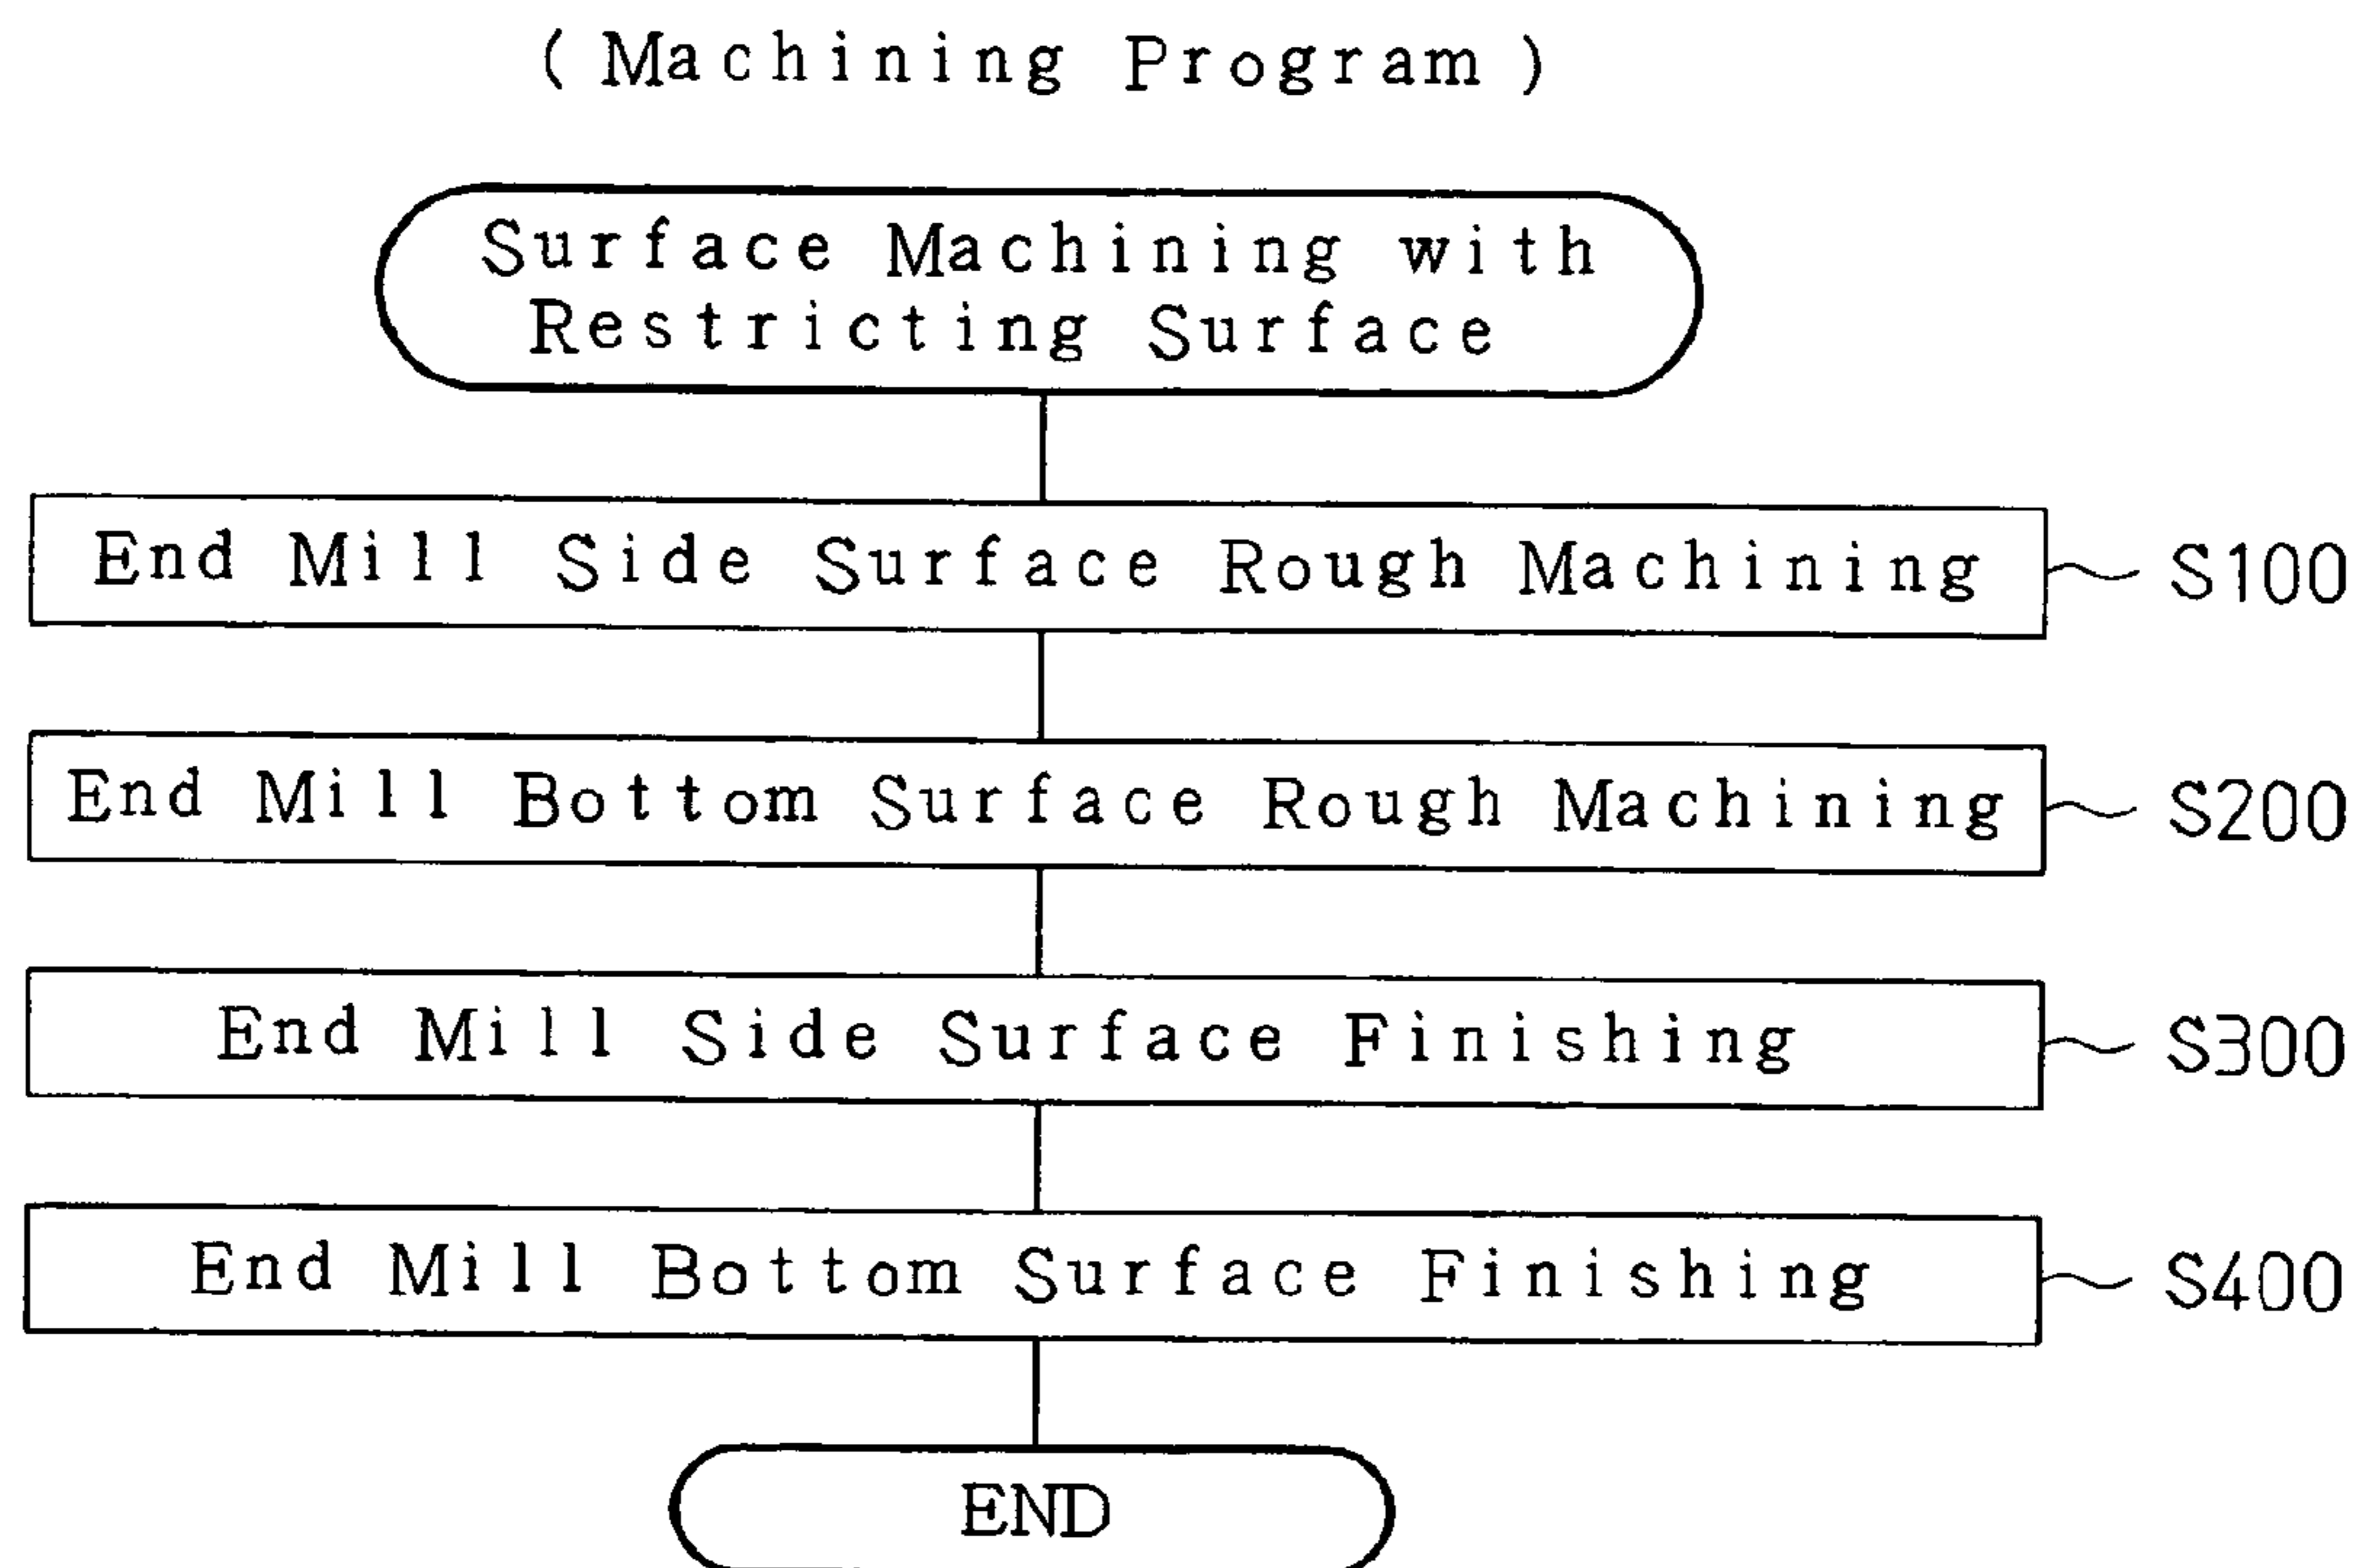 (Machining Program)
Surface Machining with
Restricting Surface
End Mill Side Surface Rough Machining
S100
End Mill Bottom Surface Rough Machining
S200
End Mill Side Surface Finishing
S300
End Mill Bottom Surface Finishing
S400
END